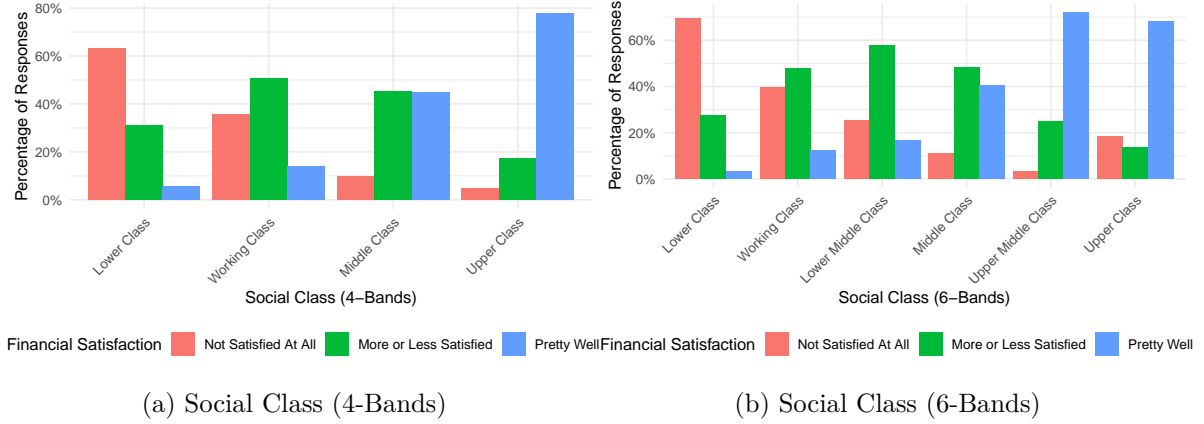 Percentage of Responses
80%
60%
40%
20%
0%
Lower Class
Working Class
Middle Class
Upper Class
Social Class (4−Bands)
Financial Satisfaction Not Satisfied At All More or Less Satisfied Pretty Well
(a) Social Class (4-Bands)
Percentage of Responses
60%
40%
20%
0%
Lower Class
Working Class
Lower Middle Class
Middle Class
Upper Middle Class
Upper Class
Social Class (6−Bands)
Financial Satisfaction Not Satisfied At All More or Less Satisfied Pretty Well
(b) Social Class (6-Bands)